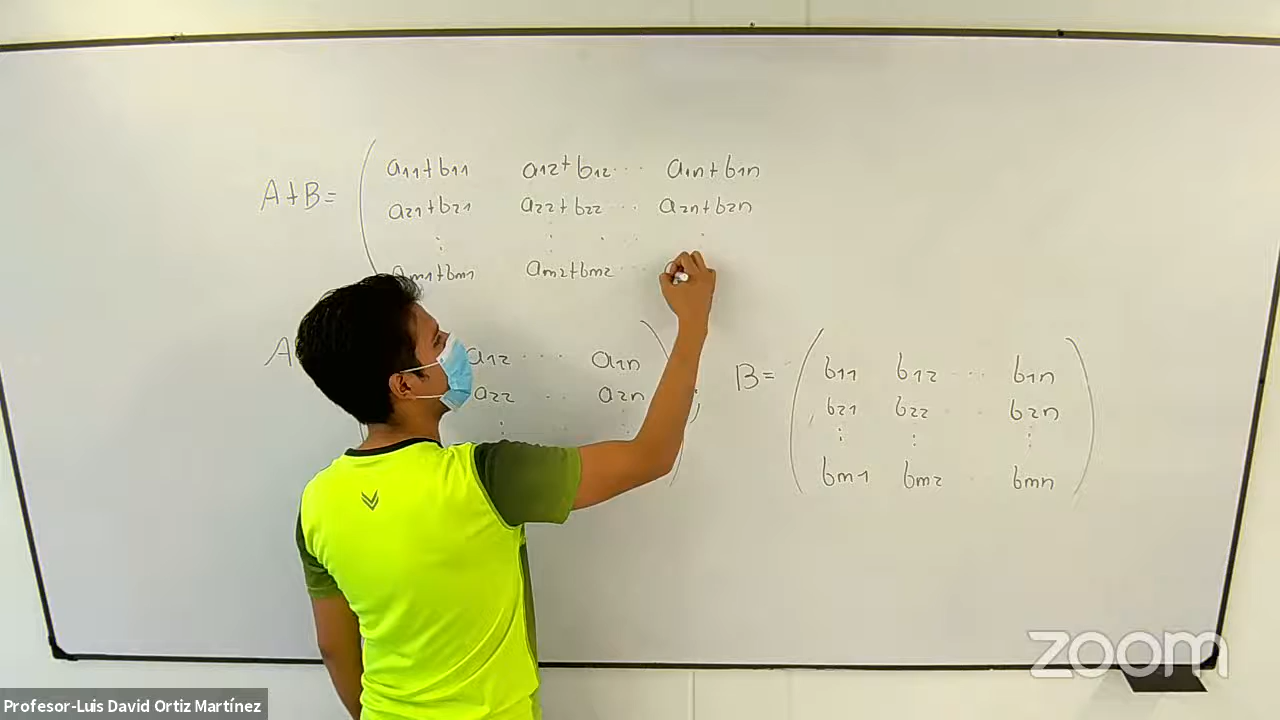 A+B= a11+b11 a12+b12 ... a1n+b1n
a21+b21 a22+b22 ... a2n+b2n
am1+bm1 am2+bm2 ...
A a12 ... a1n
a22 ... a2n
B= b11 b12 ... b1n
b21 b22 ... b2n
bm1 bm2 . bmn
zoom
Profesor-Luis David Ortiz Martínez